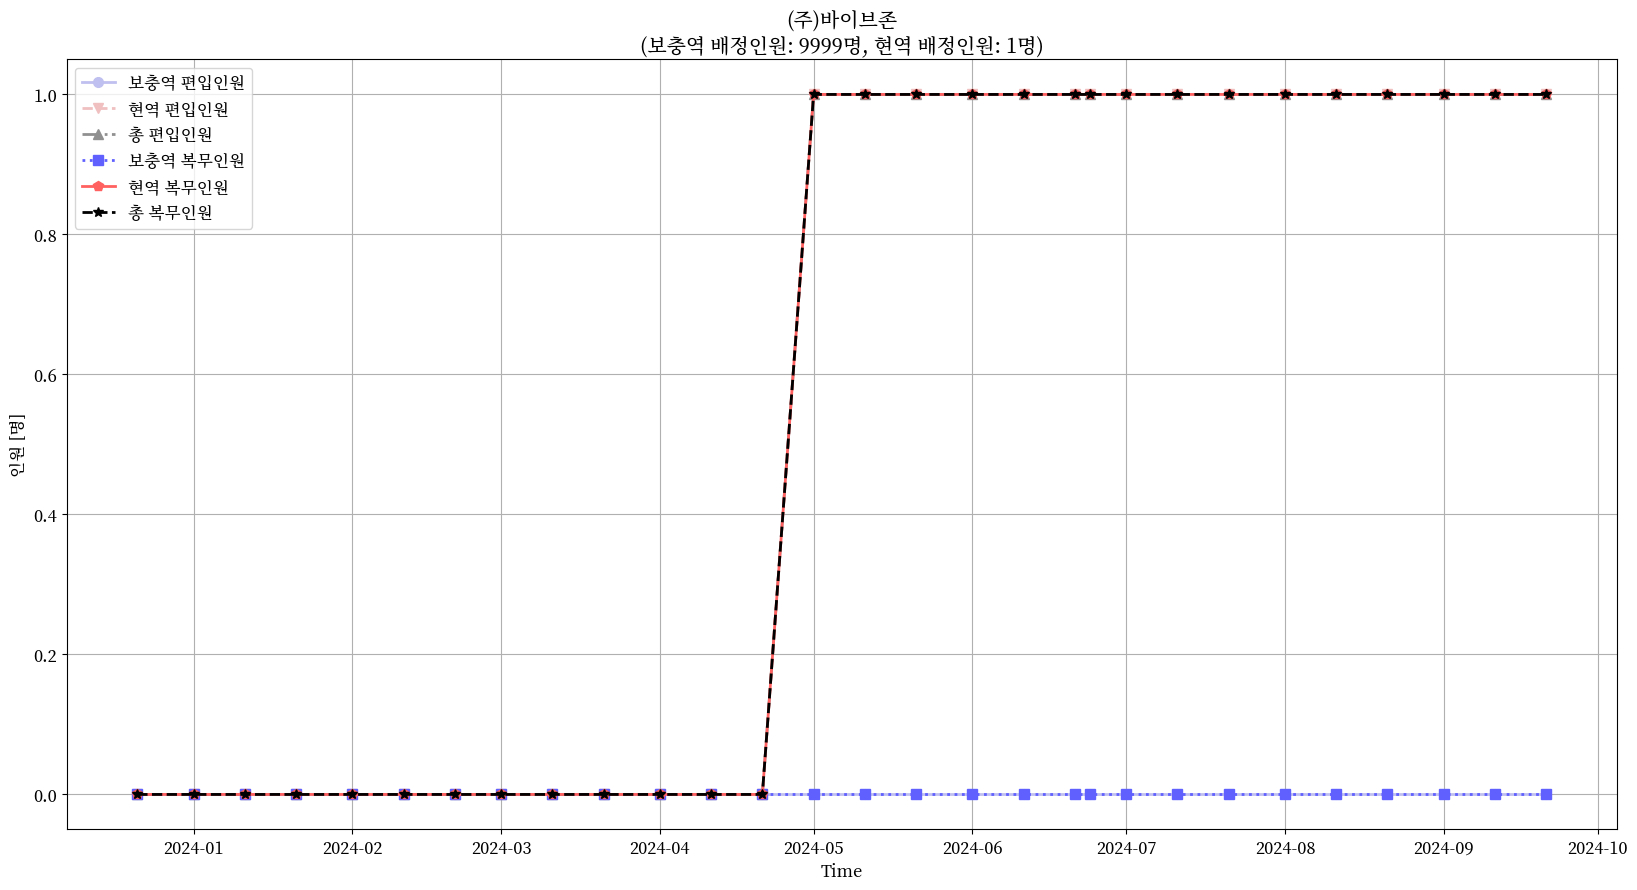 (주)바이브존
(보충역 배정인원: 9999명, 현역 배정인원: 1명)
보충역 편입인원
현역 편입인원
총 편입인원
보충역 복무인원
현역 복무인원
총 복무인원
인원 [명]
1.0
0.8
0.6
0.4
0.2
0.0
2024-01 2024-02 2024-03 2024-04 2024-05 2024-06 2024-07 2024-08 2024-09 2024-10
Time